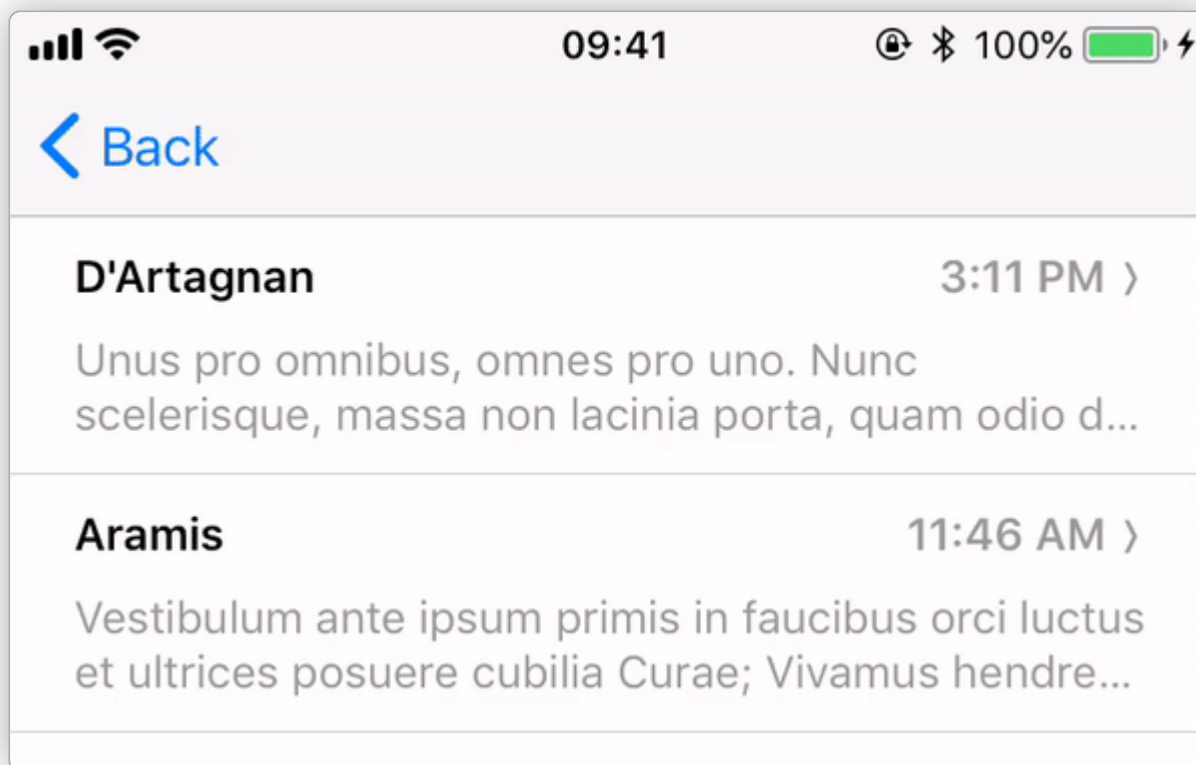 09:41 100%
Back
D'Artagnan 3:11 PM
Unus pro omnibus, omnes pro uno. Nunc
scelerisque, massa non lacinia porta, quam odio d...
Aramis 11:46 AM
Vestibulum ante ipsum primis in faucibus orci luctus
et ultrices posuere cubilia Curae; Vivamus hendre...